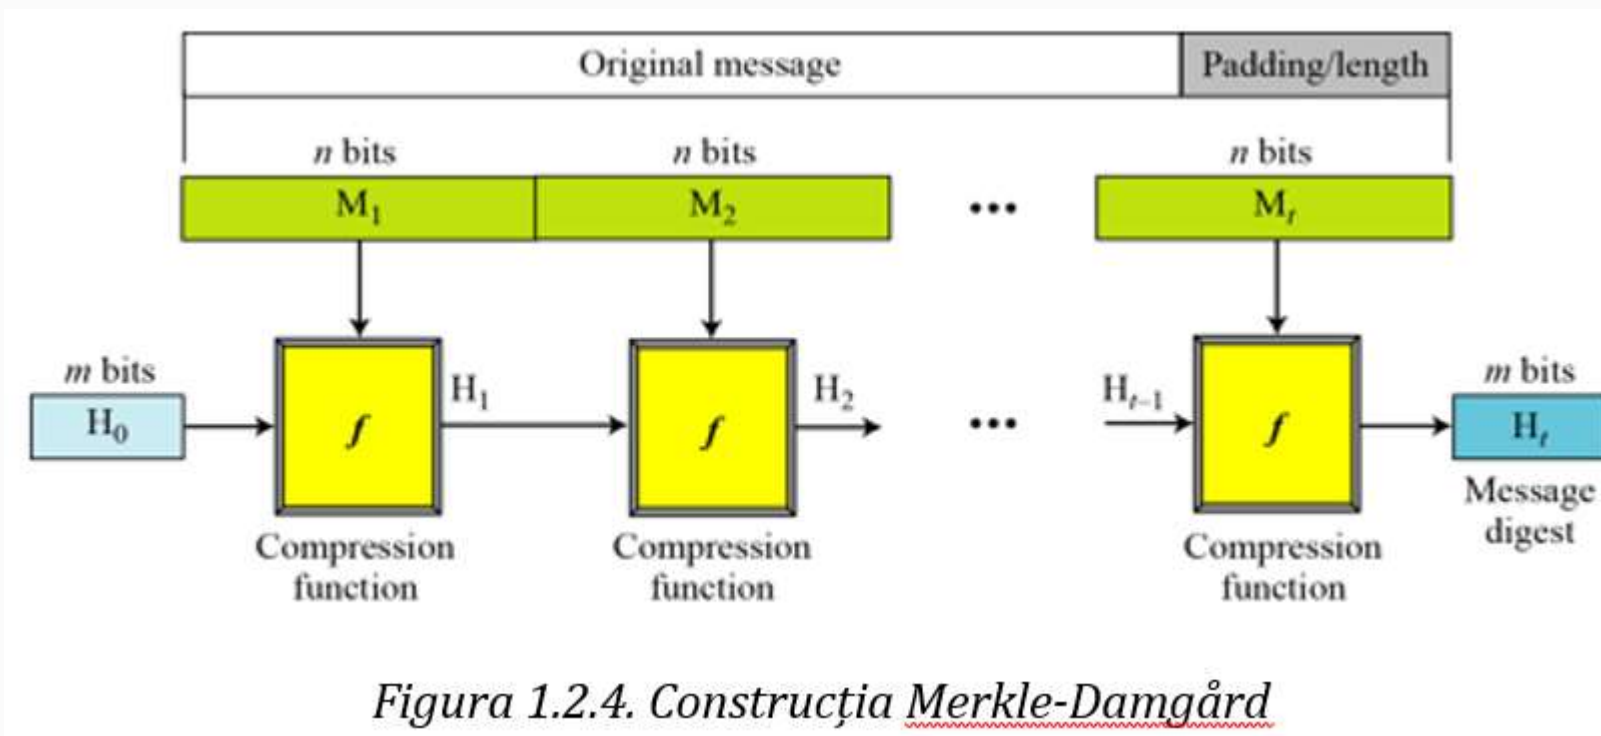 Original message
Padding/length
n bits
n bits
n bits
M₁
M₂
•••
Mₜ
m bits
H₀
f
H₁
f
H₂
•••
Hₜ₋₁
f
m bits
Hₜ
Message
digest
Compression
function
Compression
function
Compression
function
Figura 1.2.4. Construcția Merkle-Damgård